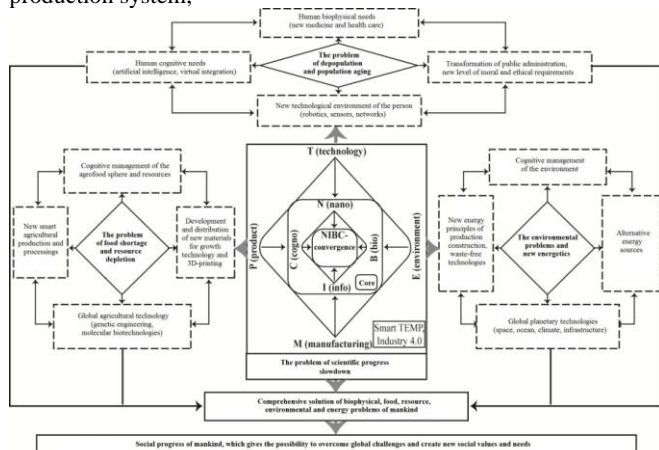 production system;
Human biophysical needs
(new medicine and health care)
Human cognitive needs
(artificial intelligence, virtual integration)
The problem
of depopulation
and population aging
Transformation of public administration,
new level of moral and ethical requirements
New technological environment of the person
(robotics, sensors, networks)
Cognitive management of the
agrofood sphere and resources
New smart
agricultural
production and
processings
The problem
of food shortage
and resource
depletion
Development
and distribution
of new materials
for growth
technology and
3D-printing
Global agricultural technology
(genetic engineering,
molecular biotechnologies)
T (technology)
P (product)
N (nano)
C (cogno)
NIBC-
convergence
B (bio)
I (info)
Core
E (environment)
M (manufacturing)
Smart TEMP,
Industry 4.0
The problem of scientific progress
slowdown
Cognitive management of the
environment
New energy
principles of
production
construction,
waste-free
technologies
The environmental
problems and
new energetics
Alternative
energy
sources
Global planetary technologies
(space, ocean, climate, infrastructure)
Comprehensive solution of biophysical, food, resource,
environmental and energy problems of mankind
Social progress of mankind, which gives the possibility to overcome global challenges and create new social values and needs